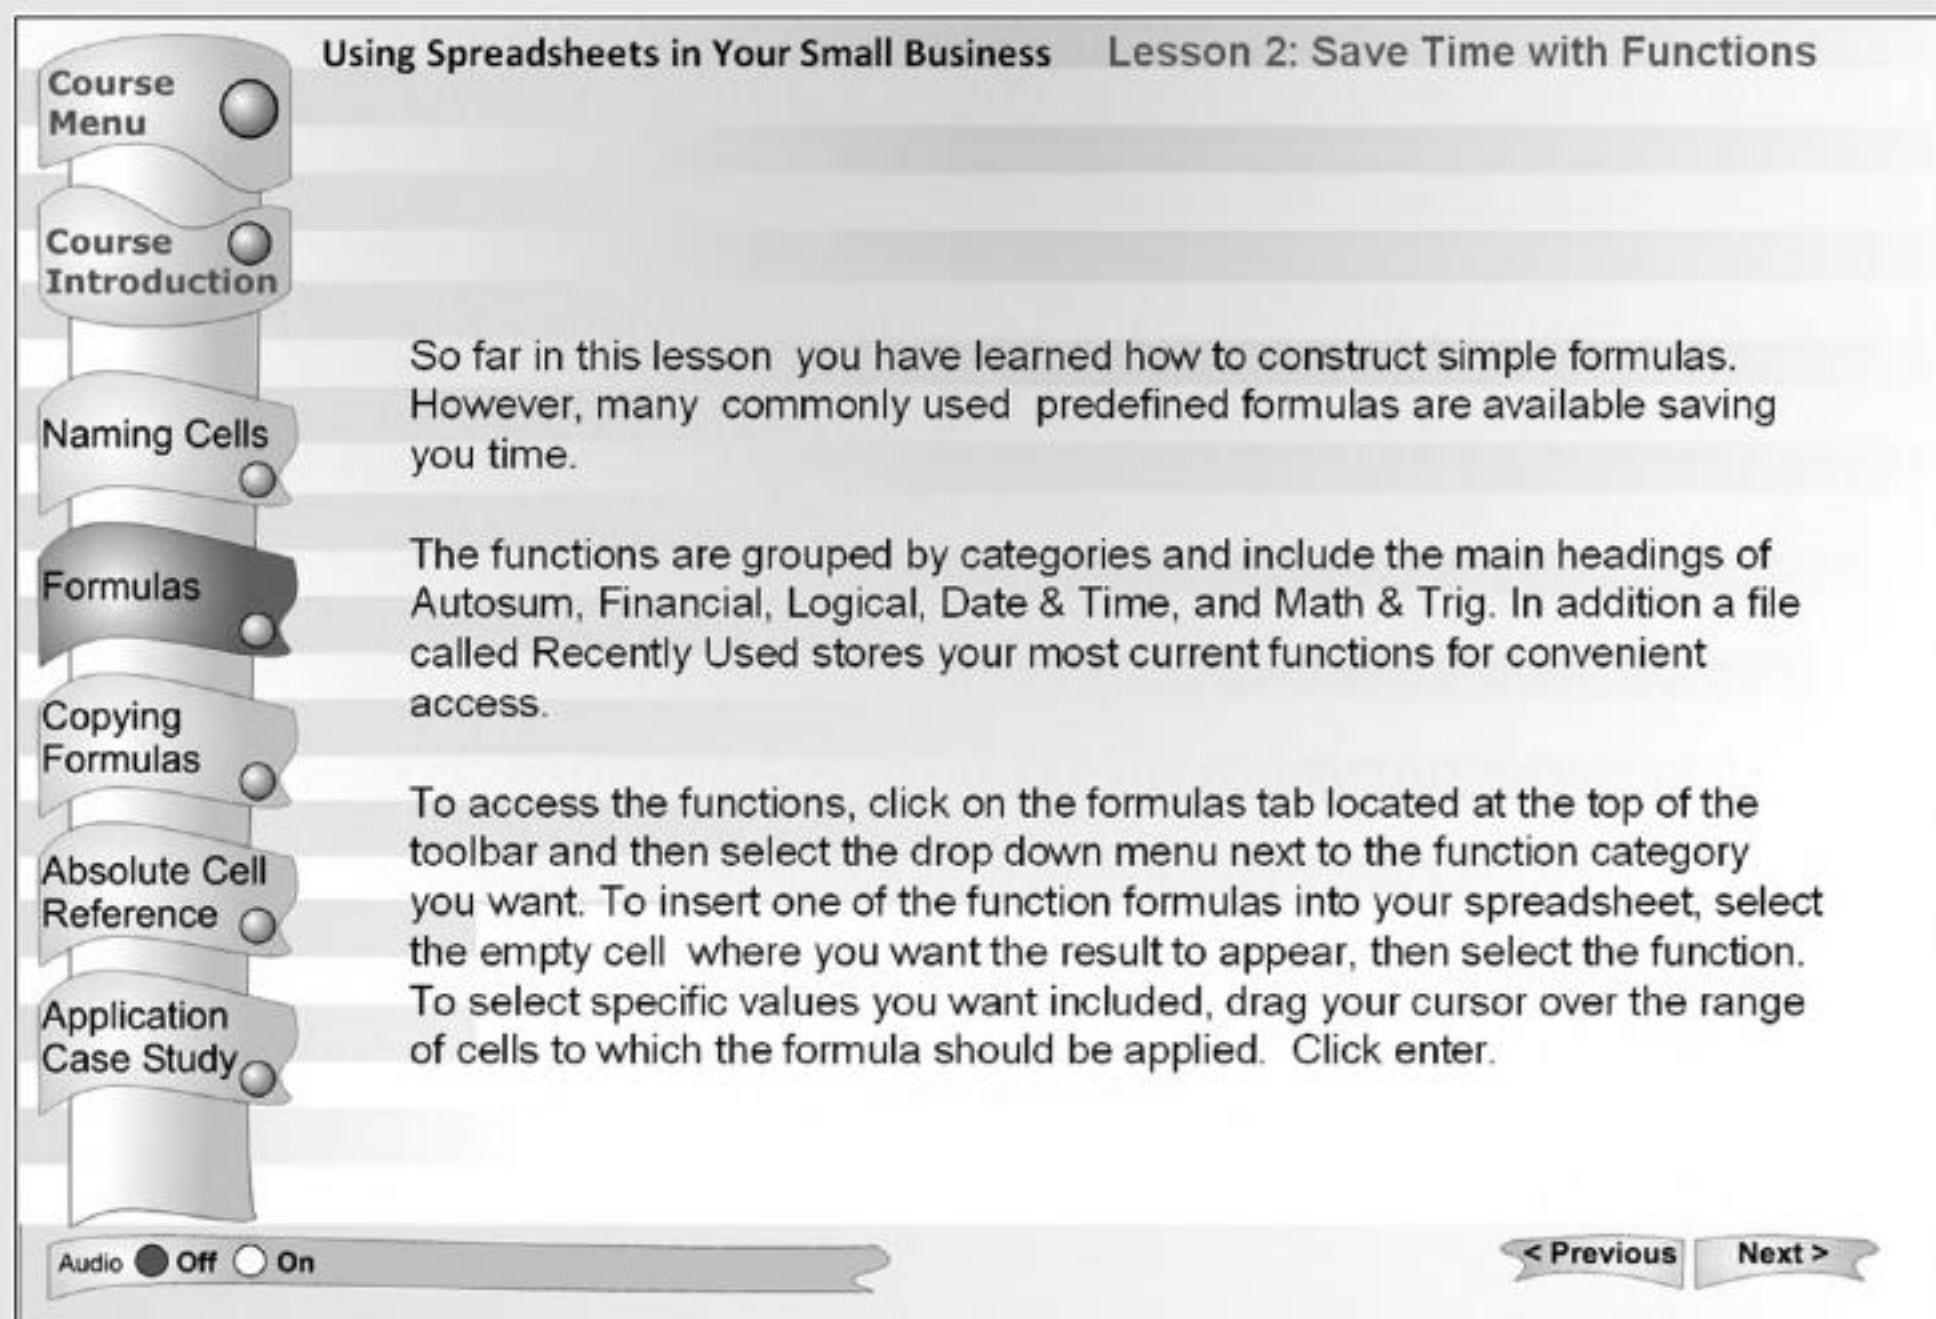 Using Spreadsheets in Your Small Business Lesson 2: Save Time with Functions
Course
Menu
Course
Introduction
Naming Cells
Formulas
Copying
Formulas
Absolute Cell
Reference
Application
Case Study
So far in this lesson you have learned how to construct simple formulas.
However, many commonly used predefined formulas are available saving
you time.
The functions are grouped by categories and include the main headings of
Autosum, Financial, Logical, Date & Time, and Math & Trig. In addition a file
called Recently Used stores your most current functions for convenient
access.
To access the functions, click on the formulas tab located at the top of the
toolbar and then select the drop down menu next to the function category
you want. To insert one of the function formulas into your spreadsheet, select
the empty cell where you want the result to appear, then select the function.
To select specific values you want included, drag your cursor over the range
of cells to which the formula should be applied. Click enter.
Audio Off On
< Previous Next >